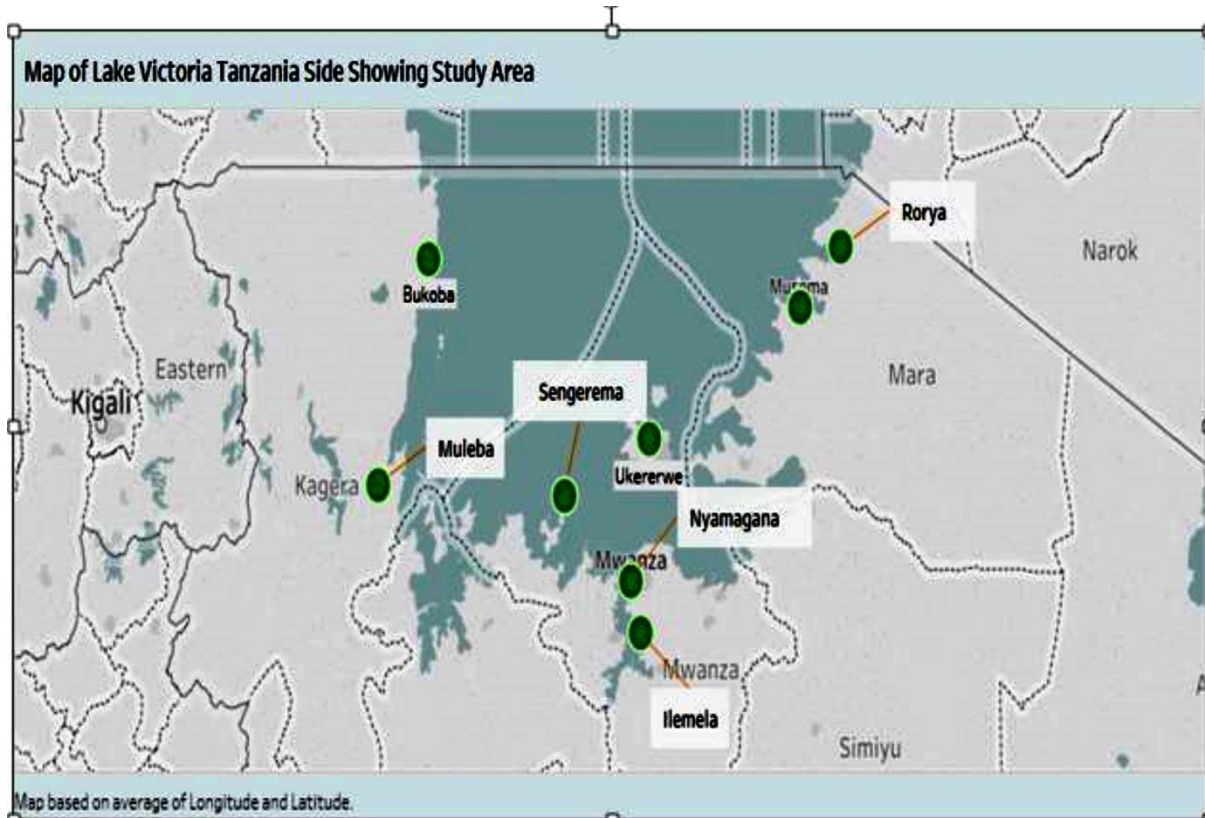 Map of Lake Victoria Tanzania Side Showing Study Area
Rorya
Narok
Bukoba
Musoma
Eastern
Mara
Kigali
Sengerema
Muleba
Ukererwe
Kagera
Nyamagana
Mwanza
Mwanza
Ilemela
Simiyu
Map based on average of Longitude and Latitude.